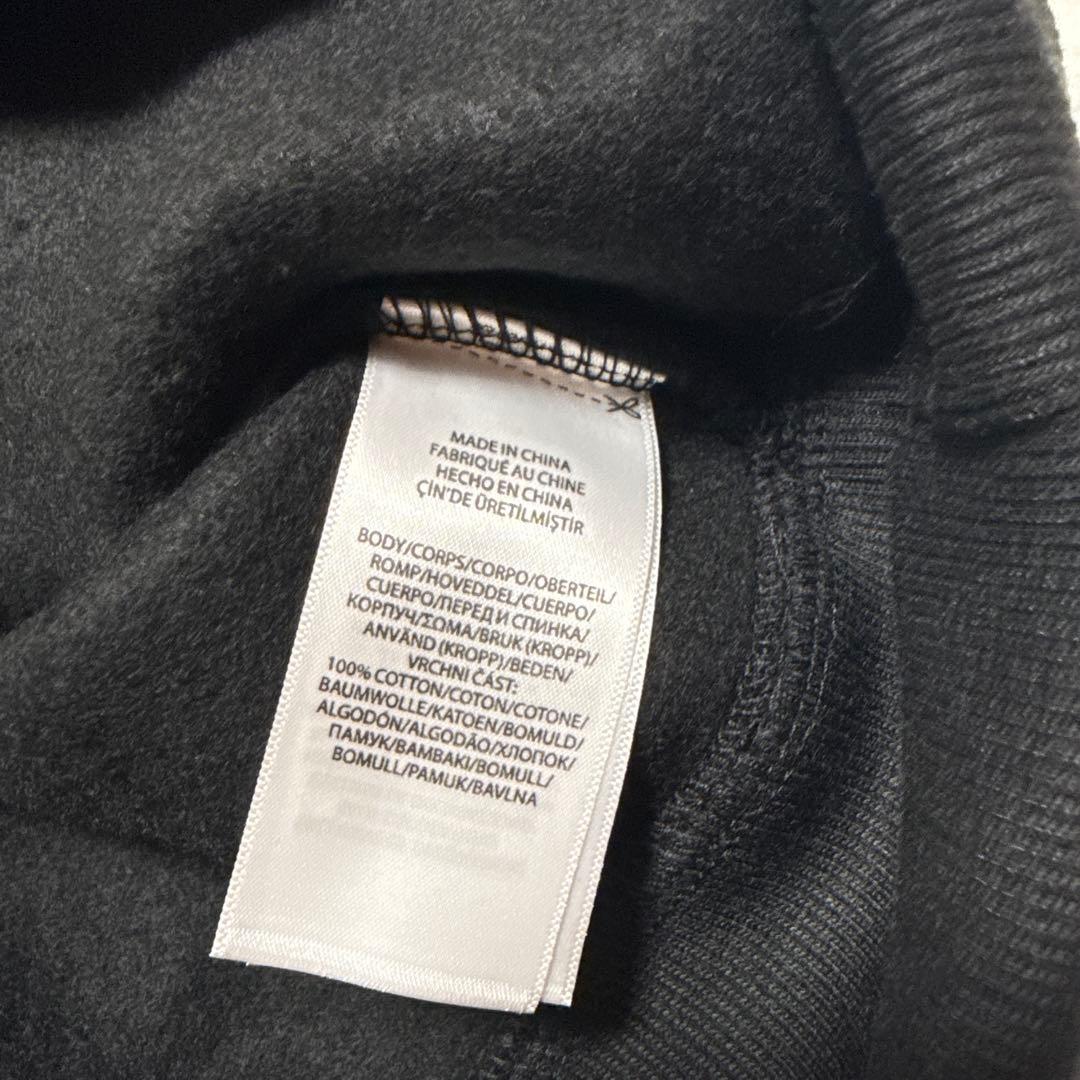 MADE IN CHINA
FABRIQUÉ AU CHINE
HECHO EN CHINA
ÇİN'DE ÜRETİLMİŞTİR
BODY/CORPS/CORPO/OBERTEIL/
ROMP/HOVEDDEL/CUERPO/
CUERPO/ПЕРЕД И СПИНКА/
КОРПУЧ/ΣΩΜΑ/BRUK (KROPP)/
ANVÄND (KROPP)/BEDEN/
VRCHNI ČÁST:
100% COTTON/COTON/COTONE/
BAUMWOLLE/KATOEN/BOMULD/
ALGODÓN/ALGODÃO/ХЛОПОК/
ПАМУК/ΒΑΜΒΑΚΙ/BOMULL/
BOMULL/PAMUK/BAVLNA